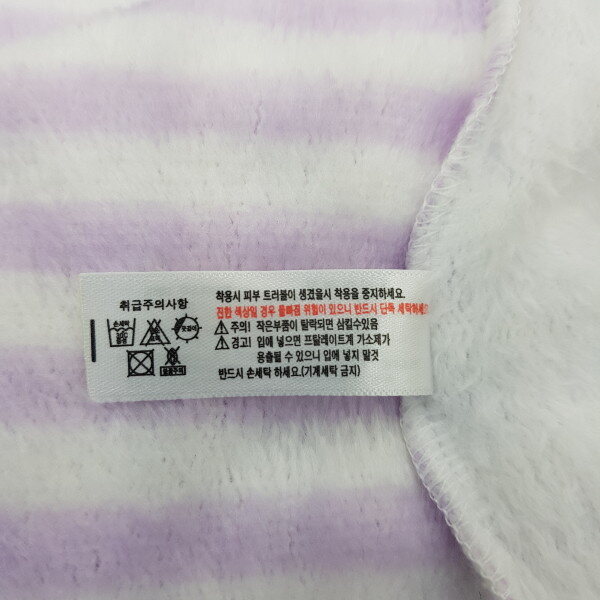 취급주의사항
손세탁
뜻걸이
착용시 피부 트러블이 생겼을시 착용을 중지하세요.
진한 색상일 경우 물빠짐 위험이 있으니 반드시 단독 세탁하세요
⚠주의! 작은부품이 탈락되면 삼킬수있음
⚠경고! 입에 넣으면 프탈레이트계 가소제가
용출될 수 있으니 입에 넣지 말것
반드시 손세탁 하세요.(기계세탁 금지)